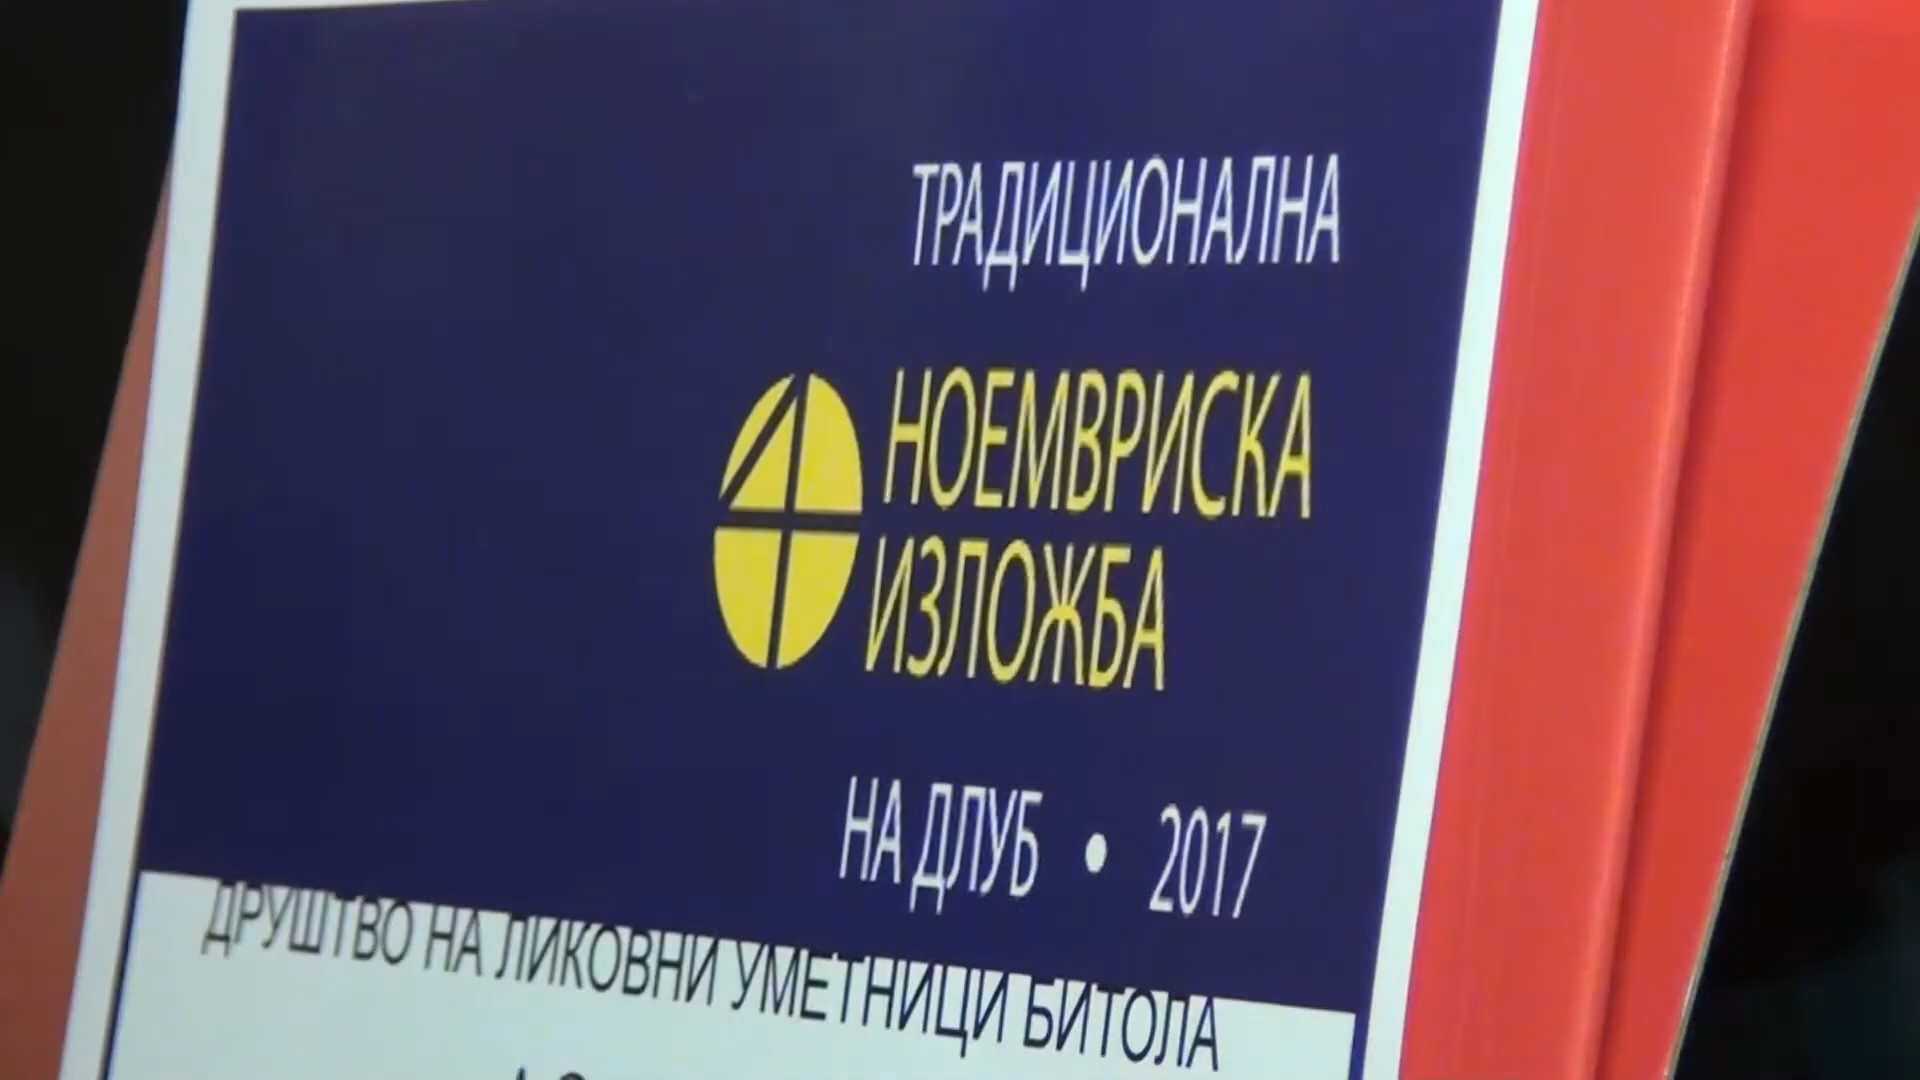 ТРАДИЦИОНАЛНА
НОЕМВРИСКА
ИЗЛОЖБА
НА ДЛУБ • 2017
ДРУШТВО НА ЛИКОВНИ УМЕТНИЦИ БИТОЛА